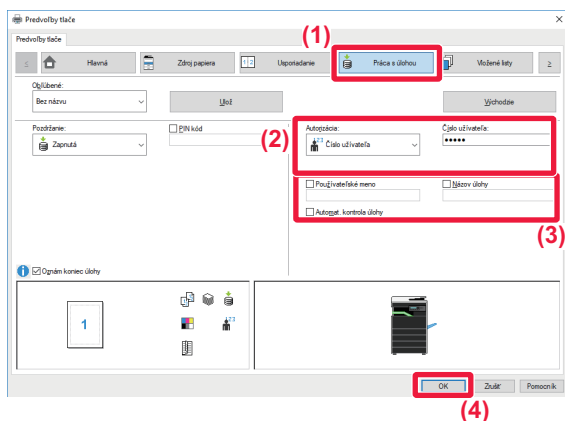 Predvoľby tlače
Predvoľby tlače
(1)
Hlavná
Zdroj papiera
Usporiadanie
Práca s úlohou
Vložené listy
Obľúbené:
Bez názvu
Ulož
Východzie
Pozdržanie:
Zapnutá
PIN kód
(2)
Autorizácia:
Číslo užívateľa
Číslo užívateľa:
•••••
Používateľské meno
Názov úlohy
Automat. kontrola úlohy
(3)
Oznám koniec úlohy
1
OK
Zrušiť
Pomocník
(4)